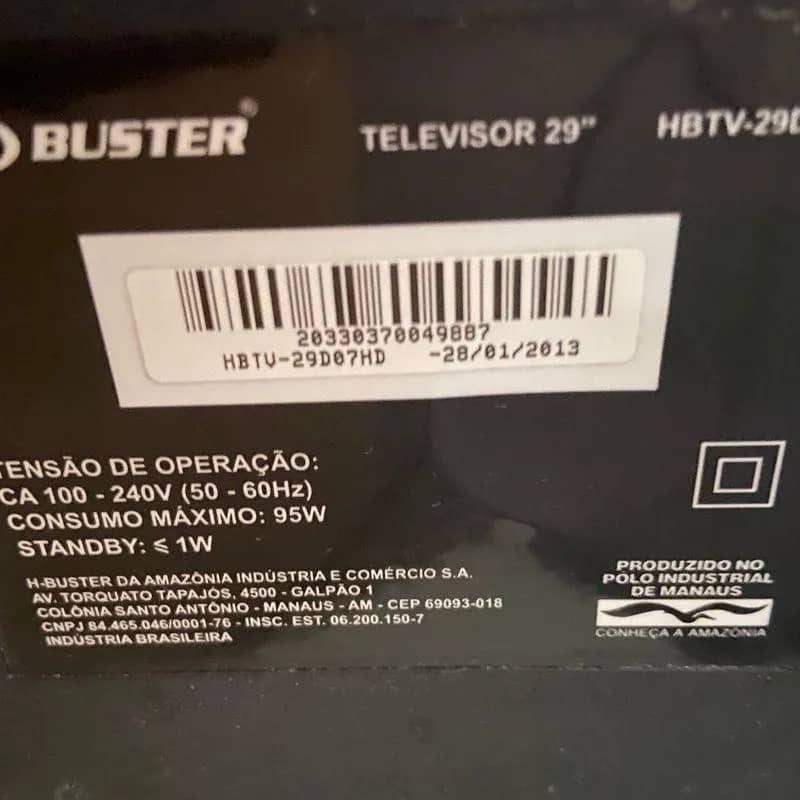 BUSTER®
TELEVISOR 29" HBTV-29D
20330370049887
HBTV-29D07HD -28/01/2013
TENSÃO DE OPERAÇÃO:
CA 100 - 240V (50 - 60Hz)
CONSUMO MÁXIMO: 95W
STANDBY: ⩽ 1W
H-BUSTER DA AMAZÔNIA INDÚSTRIA E COMÉRCIO S.A.
AV. TORQUATO TAPAJÓS, 4500 - GALPÃO 1
COLÔNIA SANTO ANTÔNIO - MANAUS - AM - CEP 69093-018
CNPJ 84.465.046/0001-76 - INSC. EST. 06.200.150-7
INDÚSTRIA BRASILEIRA
PRODUZIDO NO
PÓLO INDUSTRIAL
DE MANAUS
CONHEÇA A AMAZÔNIA